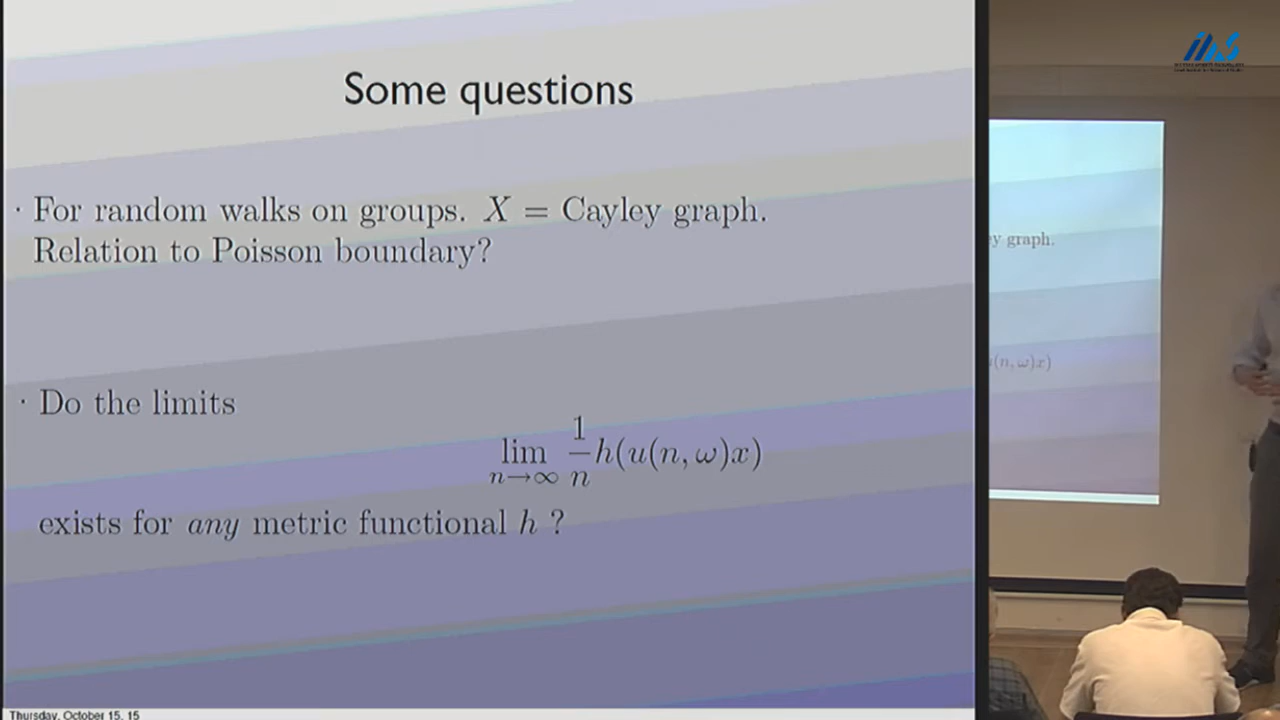 Some questions
· For random walks on groups. X = Cayley graph.
Relation to Poisson boundary?
· Do the limits
lim_{n→∞} \frac{1}{n} h(u(n, ω)x)
exists for any metric functional h ?
Thursday, October 15, 15
y graph.
(n, ω)x)